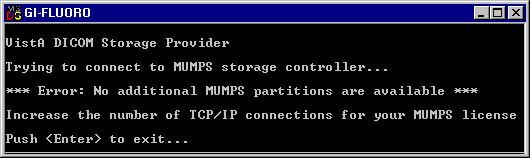 GI-FLUORO
VistA DICOM Storage Provider
Trying to connect to MUMPS storage controller...
*** Error: No additional MUMPS partitions are available ***
Increase the number of TCP/IP connections for your MUMPS license
Push <Enter> to exit...